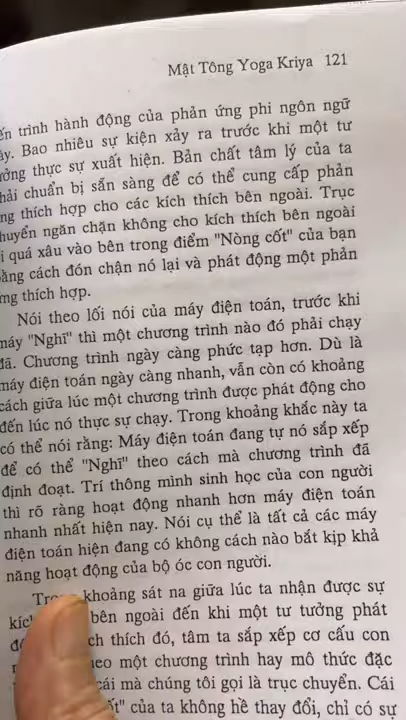 Mật Tông Yoga Kriya 121
trình hành động của phản ứng phi ngôn ngữ
Bao nhiêu sự kiện xảy ra trước khi một tư
thực sự xuất hiện. Bản chất tâm lý của ta
chuẩn bị sẵn sàng để có thể cung cấp phản
thích hợp cho các kích thích bên ngoài. Trục
ngăn chặn không cho kích thích bên ngoài
quá xâu vào bên trong điểm "Nòng cốt" của bạn
cách đón chận nó lại và phát động một phản
thích hợp.
Nói theo lối nói của máy điện toán, trước khi
máy "Nghĩ" thì một chương trình nào đó phải chạy
đã. Chương trình ngày càng phức tạp hơn. Dù là
máy điện toán ngày càng nhanh, vẫn còn có khoảng
cách giữa lúc một chương trình được phát động cho
đến lúc nó thực sự chạy. Trong khoảng khắc này ta
có thể nói rằng: Máy điện toán đang tự nó sắp xếp
để có thể "Nghĩ" theo cách mà chương trình đã
định đoạt. Trí thông minh sinh học của con người
thì rõ ràng hoạt động nhanh hơn máy điện toán
nhanh nhất hiện nay. Nói cụ thể là tất cả các máy
điện toán hiện đang có không cách nào bắt kịp khả
năng hoạt động của bộ óc con người.
khoảng sát na giữa lúc ta nhận được sự
bên ngoài đến khi một tư tưởng phát
thích đó, tâm ta sắp xếp cơ cấu con
một chương trình hay mô thức đặc
cái mà chúng tôi gọi là trục chuyển. Cái
của ta không hề thay đổi, chỉ có sự